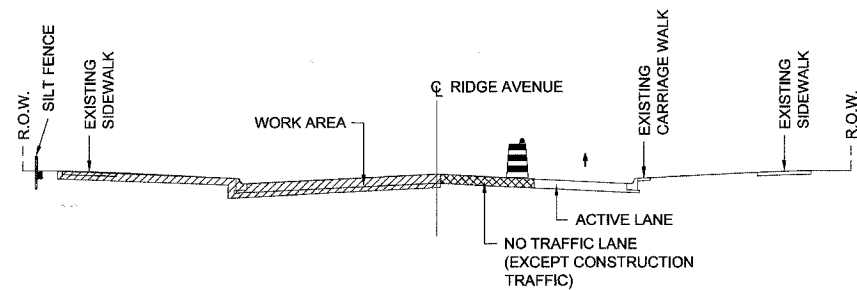 R.O.W.
SILT FENCE
EXISTING
SIDEWALK
WORK AREA
℄ RIDGE AVENUE
EXISTING
CARRIAGE WALK
EXISTING
SIDEWALK
R.O.W.
ACTIVE LANE
NO TRAFFIC LANE
(EXCEPT CONSTRUCTION
TRAFFIC)